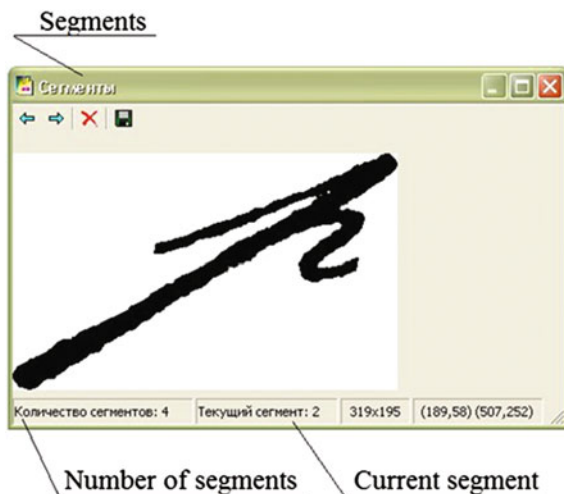 Segments
Сегменты
Количество сегментов: 4 Текущий сегмент: 2 319x195 (189,58) (507,252)
Number of segments Current segment